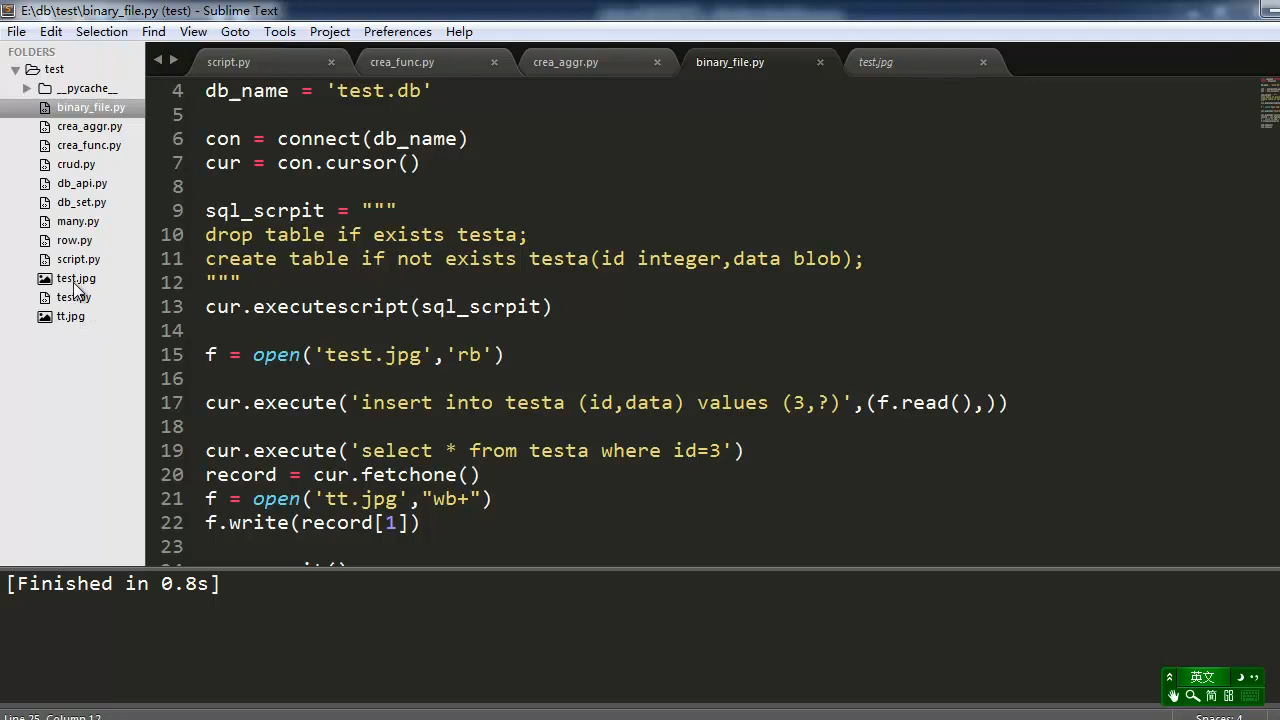 E:\db\test\binary_file.py (test) - Sublime Text
File Edit Selection Find View Goto Tools Project Preferences Help
FOLDERS
test
__pycache__
binary_file.py
crea_aggr.py
crea_func.py
crud.py
db_api.py
db_set.py
many.py
row.py
script.py
test.jpg
tt.jpg
script.py crea_func.py crea_aggr.py binary_file.py test.jpg
4 db_name = 'test.db'
5
6 con = connect(db_name)
7 cur = con.cursor()
8
9 sql_scrpit = """
10 drop table if exists testa;
11 create table if not exists testa(id integer,data blob);
12 """
13 cur.executescript(sql_scrpit)
14
15 f = open('test.jpg','rb')
16
17 cur.execute('insert into testa (id,data) values (3,?)',(f.read(),))
18
19 cur.execute('select * from testa where id=3')
20 record = cur.fetchone()
21 f = open('tt.jpg',"wb+")
22 f.write(record[1])
23
[Finished in 0.8s]
英文
简
Line 25, Column 12
Spaces: 4